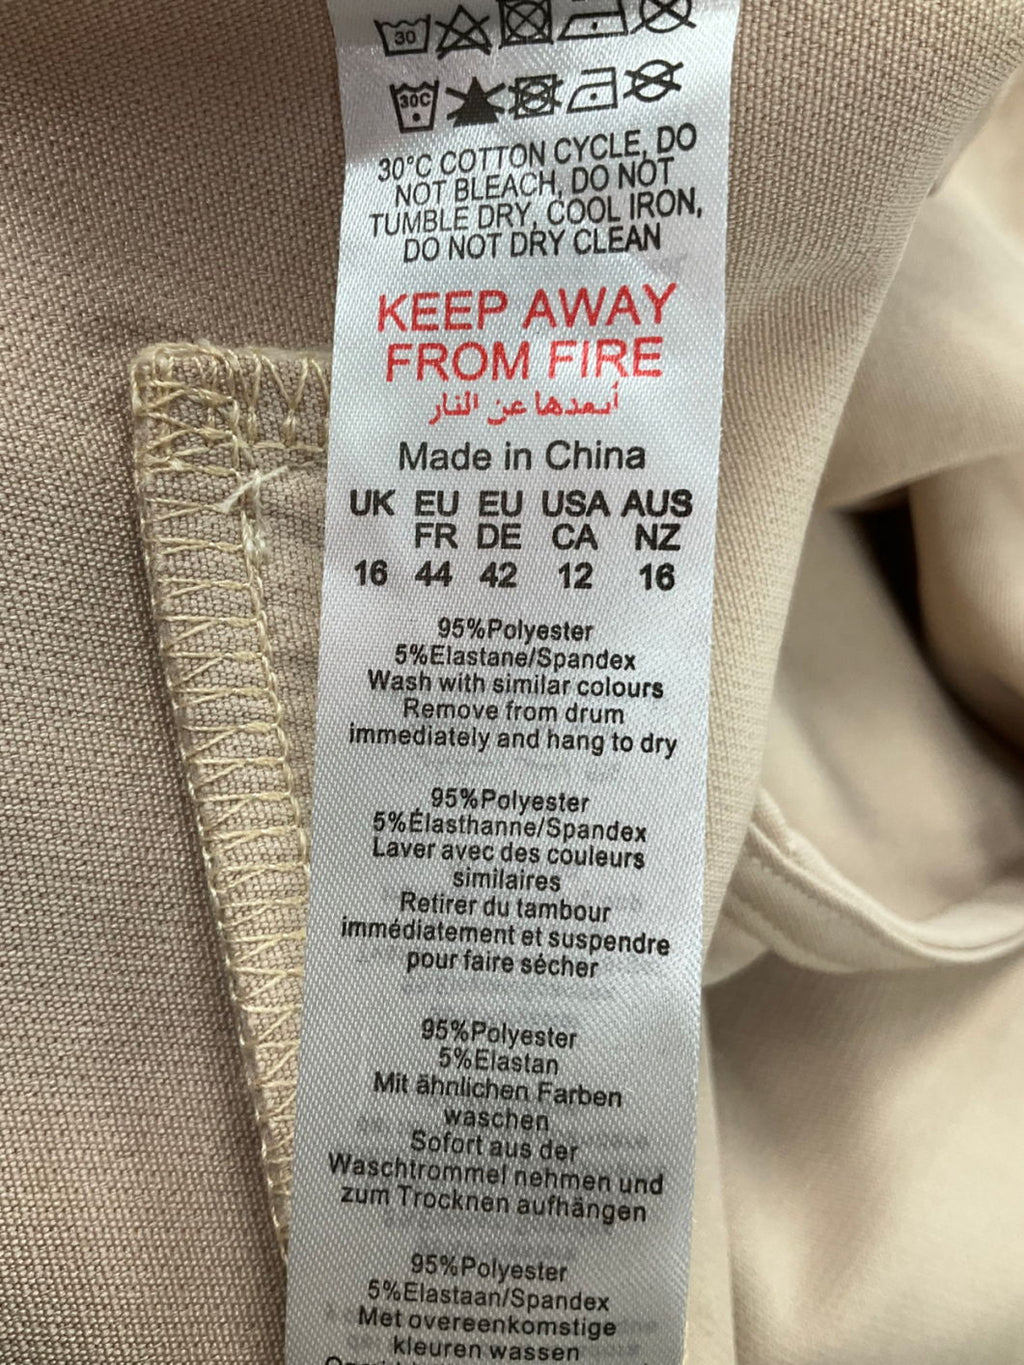 30
30C
30°C COTTON CYCLE, DO
NOT BLEACH, DO NOT
TUMBLE DRY, COOL IRON,
DO NOT DRY CLEAN
KEEP AWAY
FROM FIRE
أبعدها عن النار
Made in China
UK EU EU USA AUS
FR DE CA NZ
16 44 42 12 16
95%Polyester
5%Elastane/Spandex
Wash with similar colours
Remove from drum
immediately and hang to dry
95%Polyester
5%Élasthanne/Spandex
Laver avec des couleurs
similaires
Retirer du tambour
immédiatement et suspendre
pour faire sécher
95%Polyester
5%Elastan
Mit ähnlichen Farben
waschen
Sofort aus der
Waschtrommel nehmen und
zum Trocknen aufhängen
95%Polyester
5%Elastaan/Spandex
Met overeenkomstige
kleuren wassen